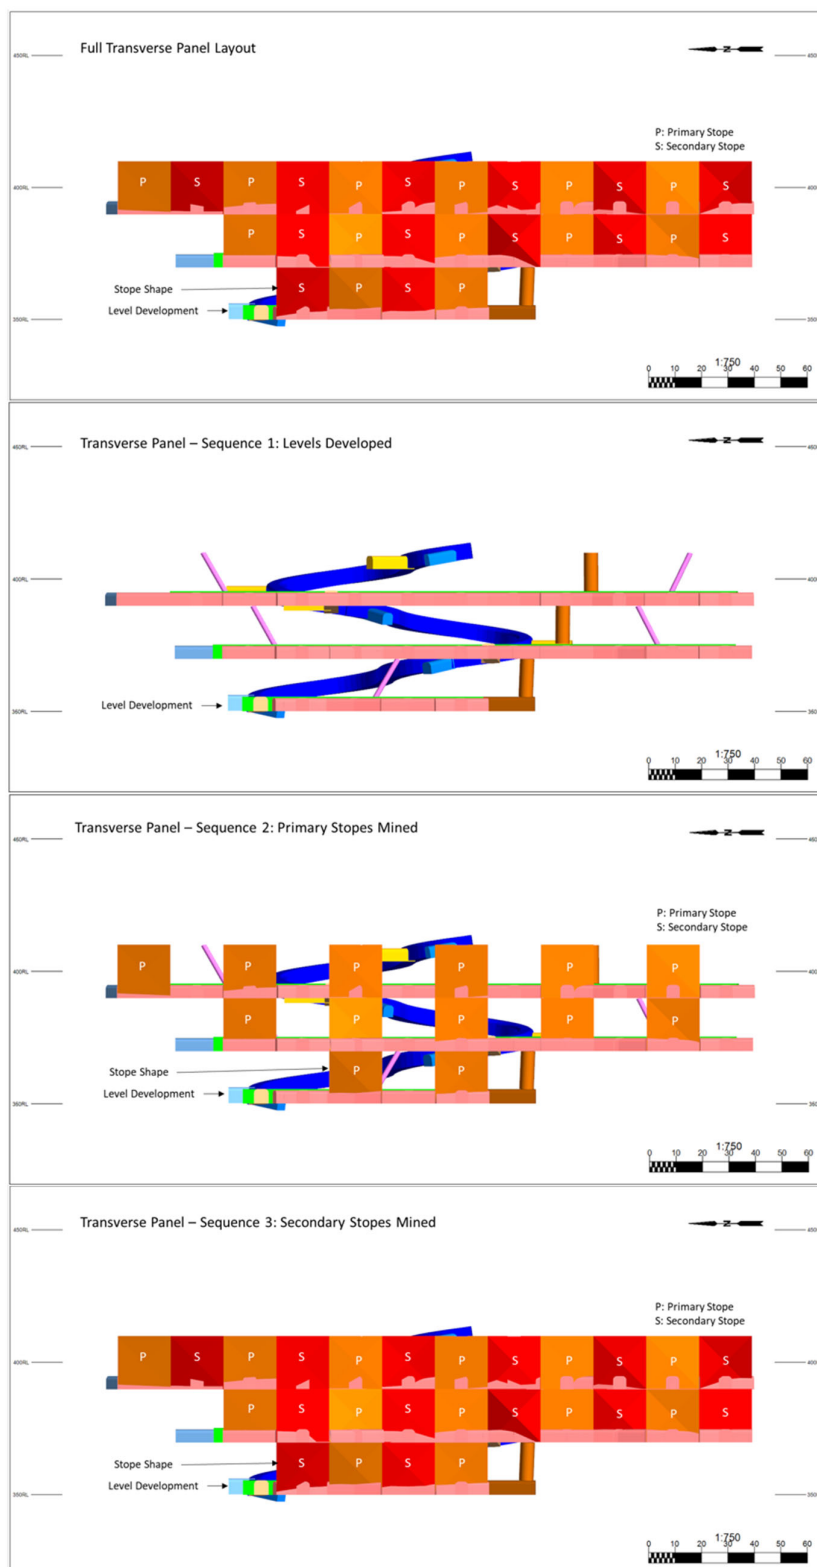 Full Transverse Panel Layout
N
P: Primary Stope
S: Secondary Stope
400RL
P S P S P S P S P S P S
P S P S P S P S P S
Stope Shape
S P S P
Level Development
1:750
0 10 20 30 40 50 60
Transverse Panel – Sequence 1: Levels Developed
N
400RL
Level Development
1:750
0 10 20 30 40 50 60
Transverse Panel – Sequence 2: Primary Stopes Mined
N
P: Primary Stope
S: Secondary Stope
400RL
P P P P P P
P P P P P
Stope Shape
P P
Level Development
1:750
0 10 20 30 40 50 60
Transverse Panel – Sequence 3: Secondary Stopes Mined
N
P: Primary Stope
S: Secondary Stope
400RL
P S P S P S P S P S P S
P S P S P S P S P S
Stope Shape
S P S P
Level Development
1:750
0 10 20 30 40 50 60